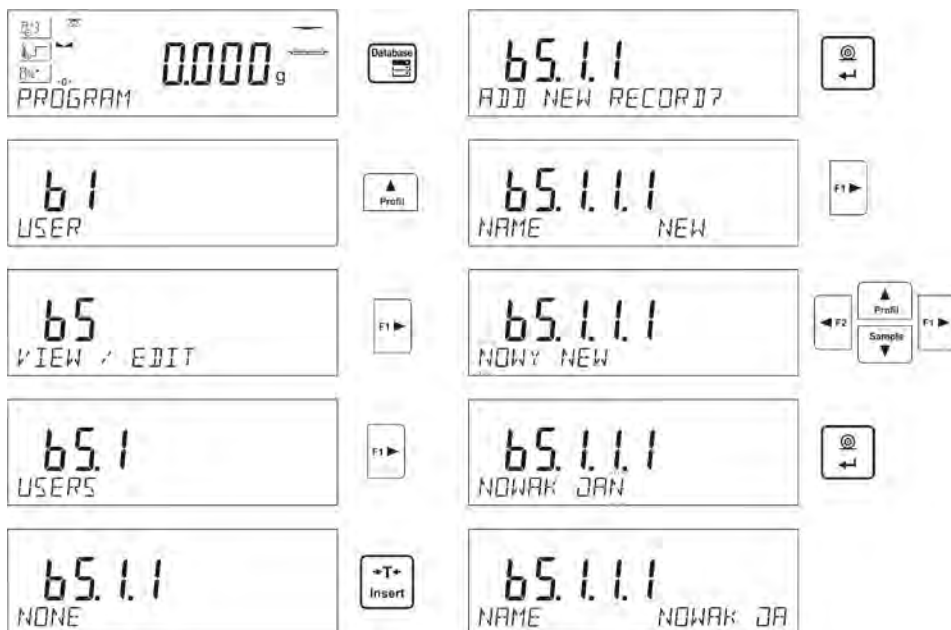 0.000 g
PROGRAM
Database
b1
USER
Profil
b5
VIEW / EDIT
F1
b5.1
USERS
F1
b5.1.1
NONE
→T←
Insert
b5.1.1
ADD NEW RECORD?
b5.1.1.1
NAME NEW
F1
b5.1.1.1
NOWY NEW
F2
Profil
Sample
F1
b5.1.1.1
NOWAK JAN
b5.1.1.1
NAME NOWAK JA